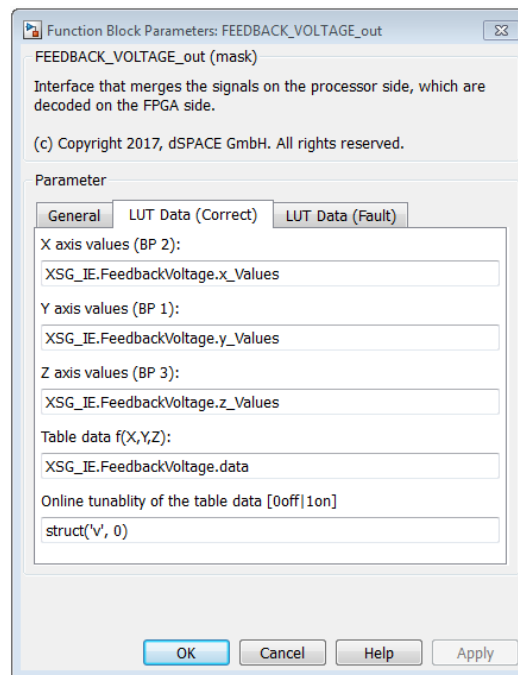 Function Block Parameters: FEEDBACK_VOLTAGE_out
FEEDBACK_VOLTAGE_out (mask)
Interface that merges the signals on the processor side, which are
decoded on the FPGA side.
(c) Copyright 2017, dSPACE GmbH. All rights reserved.
Parameter
General LUT Data (Correct) LUT Data (Fault)
X axis values (BP 2):
XSG_IE.FeedbackVoltage.x_Values
Y axis values (BP 1):
XSG_IE.FeedbackVoltage.y_Values
Z axis values (BP 3):
XSG_IE.FeedbackVoltage.z_Values
Table data f(X,Y,Z):
XSG_IE.FeedbackVoltage.data
Online tunablity of the table data [0off|1on]
struct('v', 0)
OK Cancel Help Apply